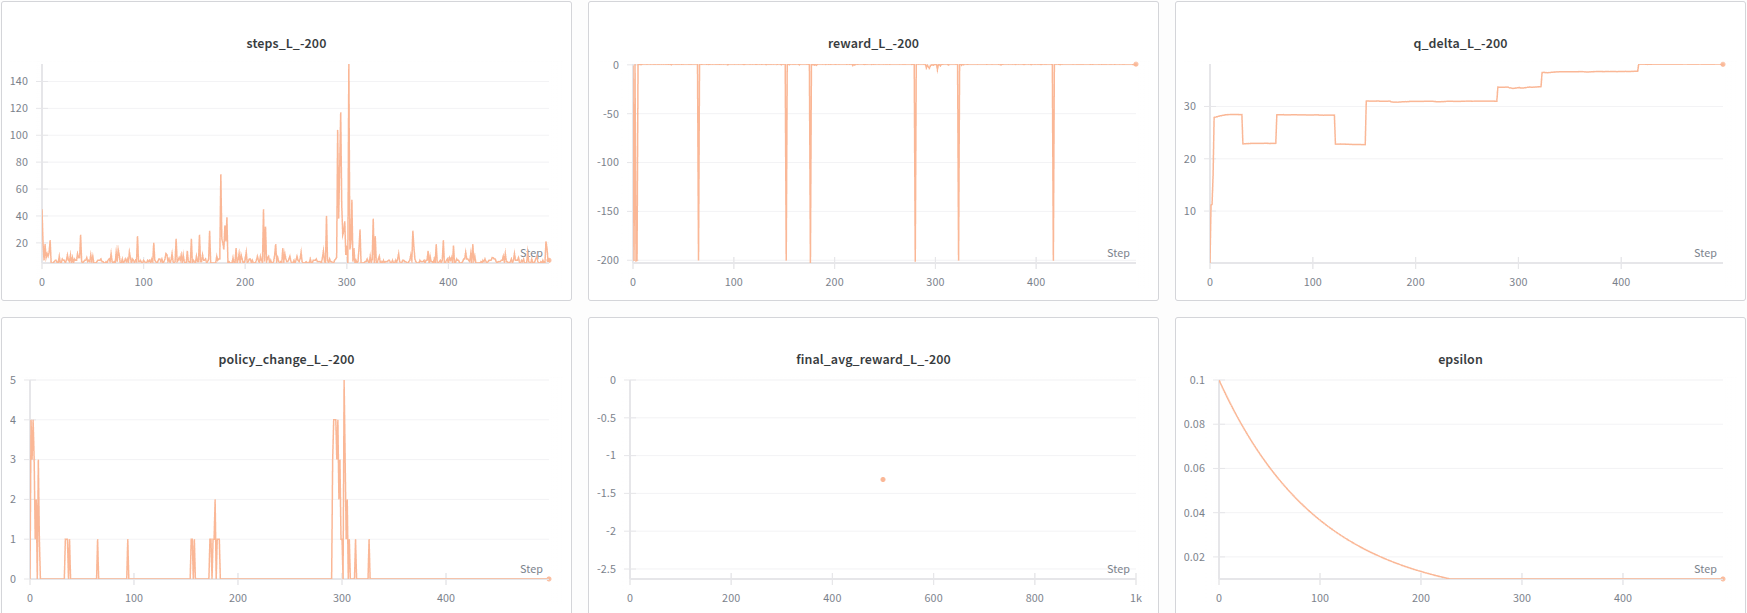 steps_L_-200
140
120
100
80
60
40
20
Step
0 100 200 300 400
reward_L_-200
0
-50
-100
-150
-200
Step
0 100 200 300 400
q_delta_L_-200
30
20
10
Step
0 100 200 300 400
policy_change_L_-200
5
4
3
2
1
0
Step
0 100 200 300 400
final_avg_reward_L_-200
0
-0.5
-1
-1.5
-2
-2.5
Step
0 200 400 600 800 1k
epsilon
0.1
0.08
0.06
0.04
0.02
Step
0 100 200 300 400